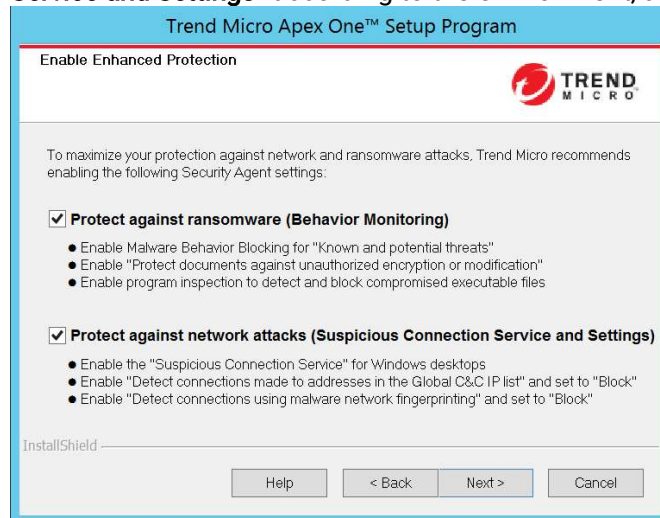 Trend Micro Apex One™ Setup Program
Enable Enhanced Protection
TREND
MICRO
To maximize your protection against network and ransomware attacks, Trend Micro recommends
enabling the following Security Agent settings:
Protect against ransomware (Behavior Monitoring)
● Enable Malware Behavior Blocking for "Known and potential threats"
● Enable "Protect documents against unauthorized encryption or modification"
● Enable program inspection to detect and block compromised executable files
Protect against network attacks (Suspicious Connection Service and Settings)
● Enable the "Suspicious Connection Service" for Windows desktops
● Enable "Detect connections made to addresses in the Global C&C IP list" and set to "Block"
● Enable "Detect connections using malware network fingerprinting" and set to "Block"
InstallShield
Help
< Back
Next >
Cancel